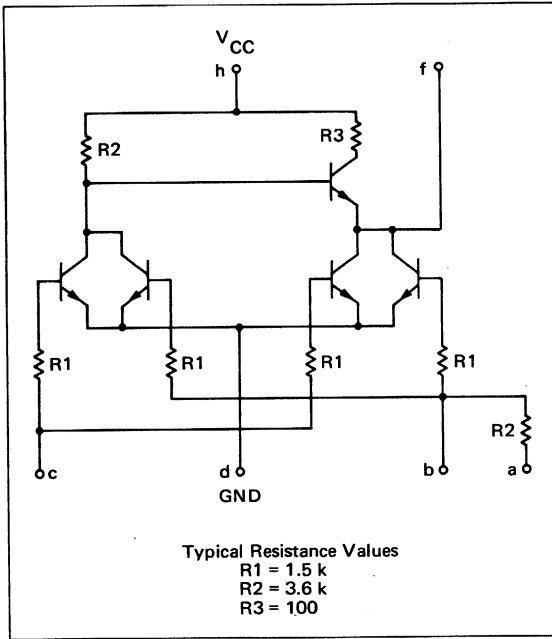 V CC
h
f
R2
R3
R1
R1
R1
R1
R2
c
d
b
a
GND
Typical Resistance Values
R1 = 1.5 k
R2 = 3.6 k
R3 = 100